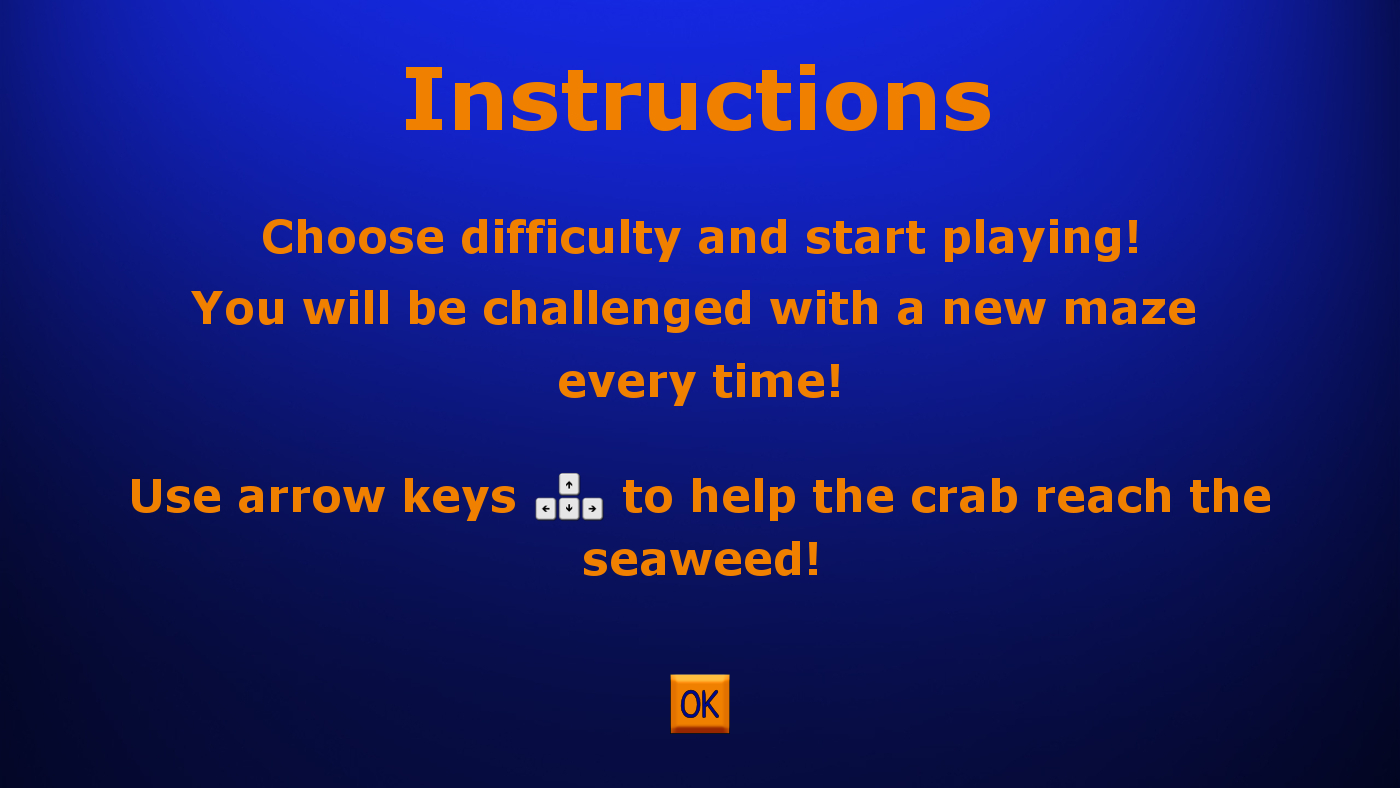 Instructions
Choose difficulty and start playing!
You will be challenged with a new maze
every time!
Use arrow keys to help the crab reach the
seaweed!
OK